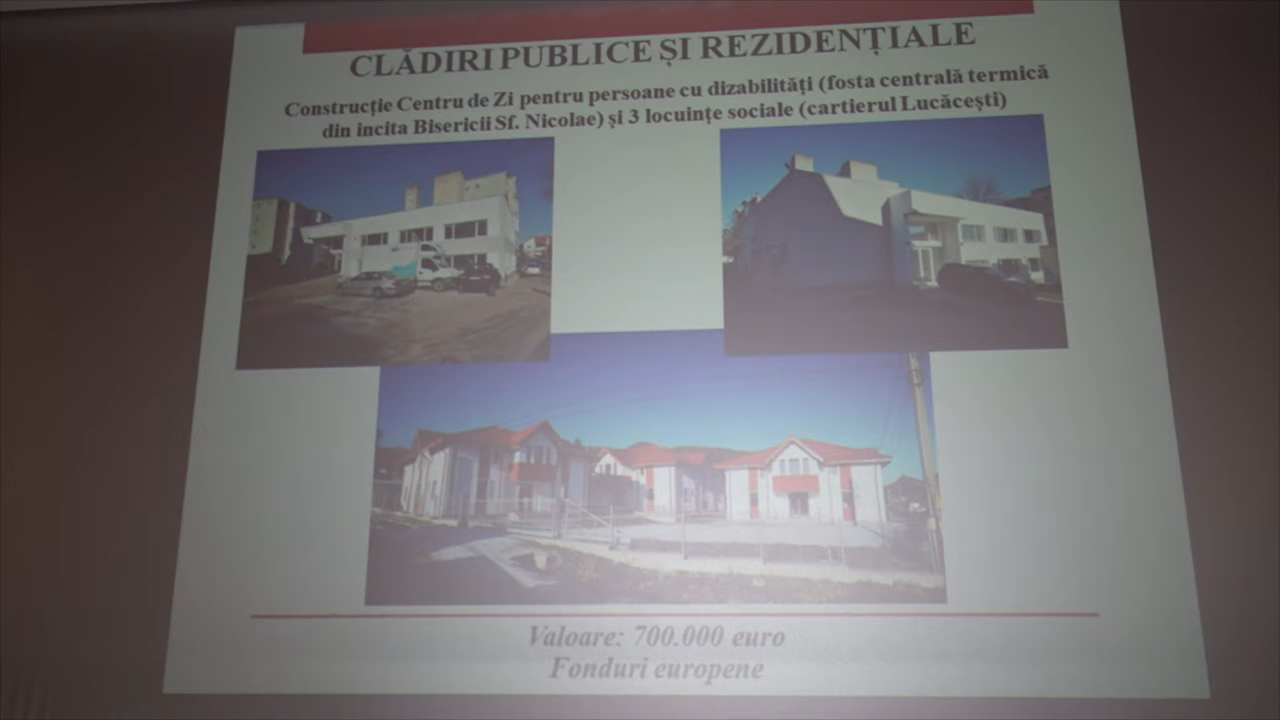 CLĂDIRI PUBLICE ȘI REZIDENȚIALE
Construcție Centru de Zi pentru persoane cu dizabilități (fosta centrală termică
din incita Bisericii Sf. Nicolae) și 3 locuințe sociale (cartierul Lucăcești)
Valoare: 700.000 euro
Fonduri europene